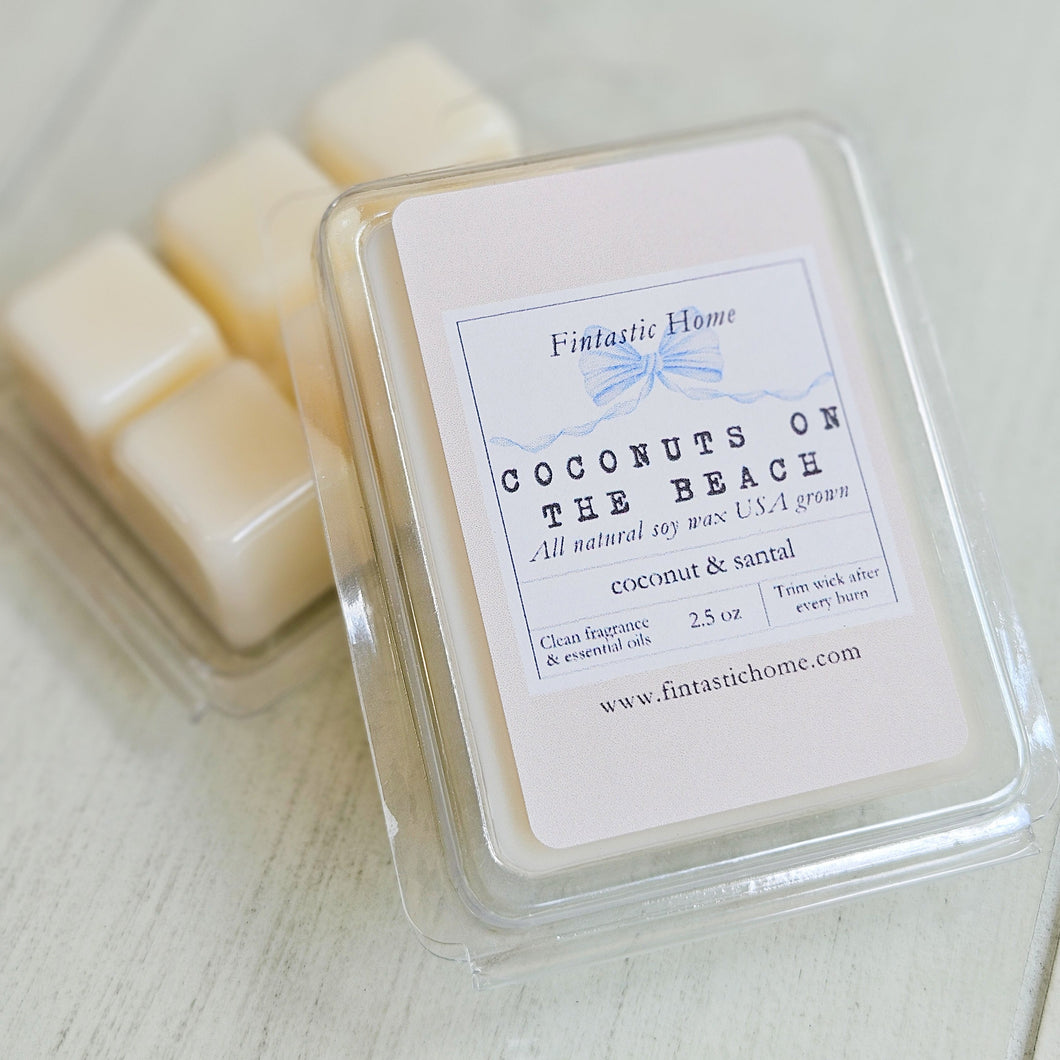 Fintastic Home
COCONUTS ON
THE BEACH
All natural soy wax USA grown
coconut & santal
Clean fragrance
& essential oils
2.5 oz
Trim wick after
every burn
www.fintastichome.com